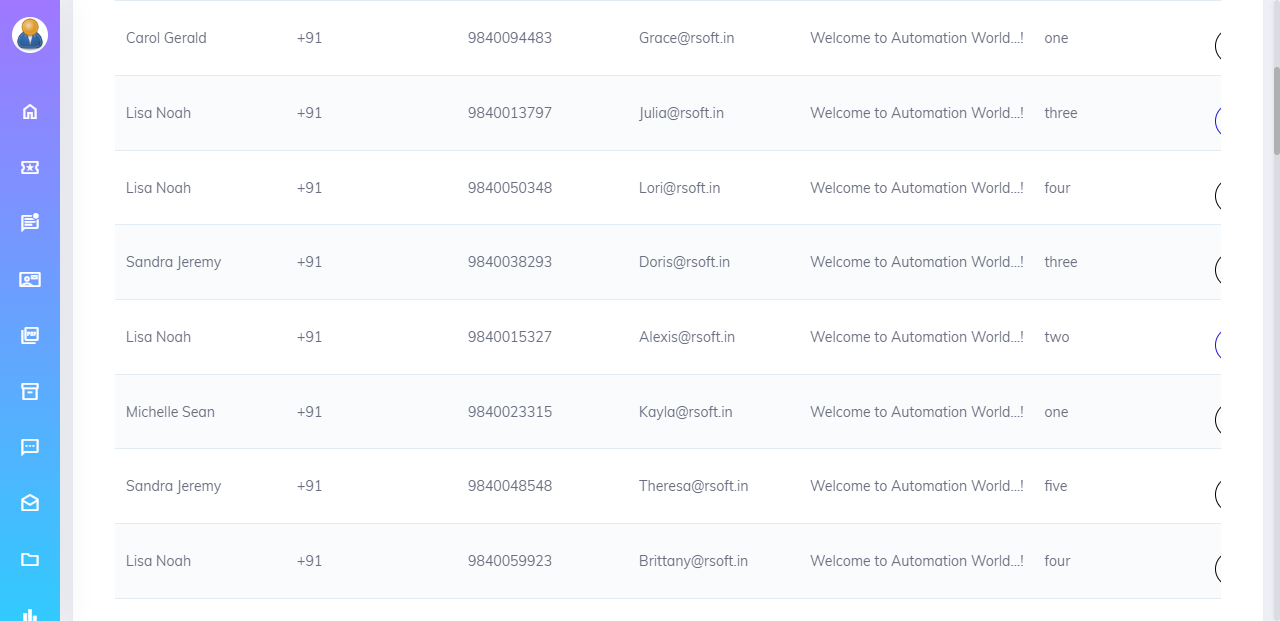 Carol Gerald +91 9840094483 Grace@rsoft.in Welcome to Automation World...! one
Lisa Noah +91 9840013797 Julia@rsoft.in Welcome to Automation World...! three
Lisa Noah +91 9840050348 Lori@rsoft.in Welcome to Automation World...! four
Sandra Jeremy +91 9840038293 Doris@rsoft.in Welcome to Automation World...! three
Lisa Noah +91 9840015327 Alexis@rsoft.in Welcome to Automation World...! two
Michelle Sean +91 9840023315 Kayla@rsoft.in Welcome to Automation World...! one
Sandra Jeremy +91 9840048548 Theresa@rsoft.in Welcome to Automation World...! five
Lisa Noah +91 9840059923 Brittany@rsoft.in Welcome to Automation World...! four